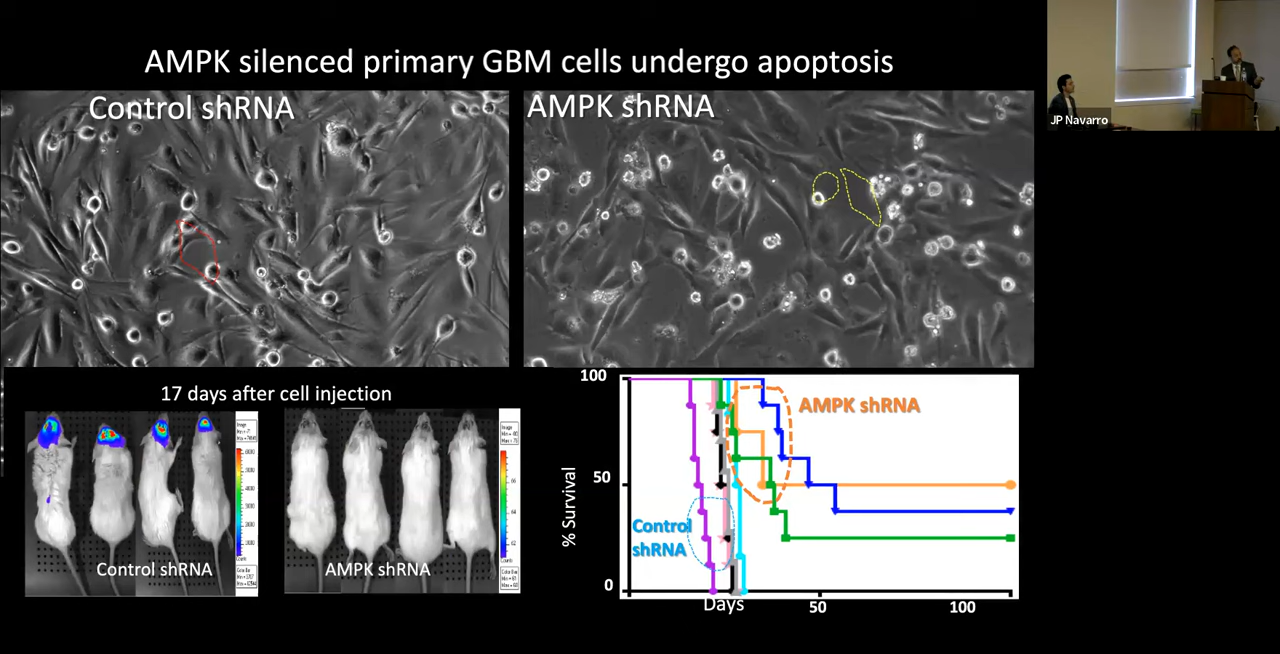 AMPK silenced primary GBM cells undergo apoptosis
Control shRNA
AMPK shRNA
JP Navarro
17 days after cell injection
Control shRNA
AMPK shRNA
100
50
0
% Survival
AMPK shRNA
Control
shRNA
Days
50
100